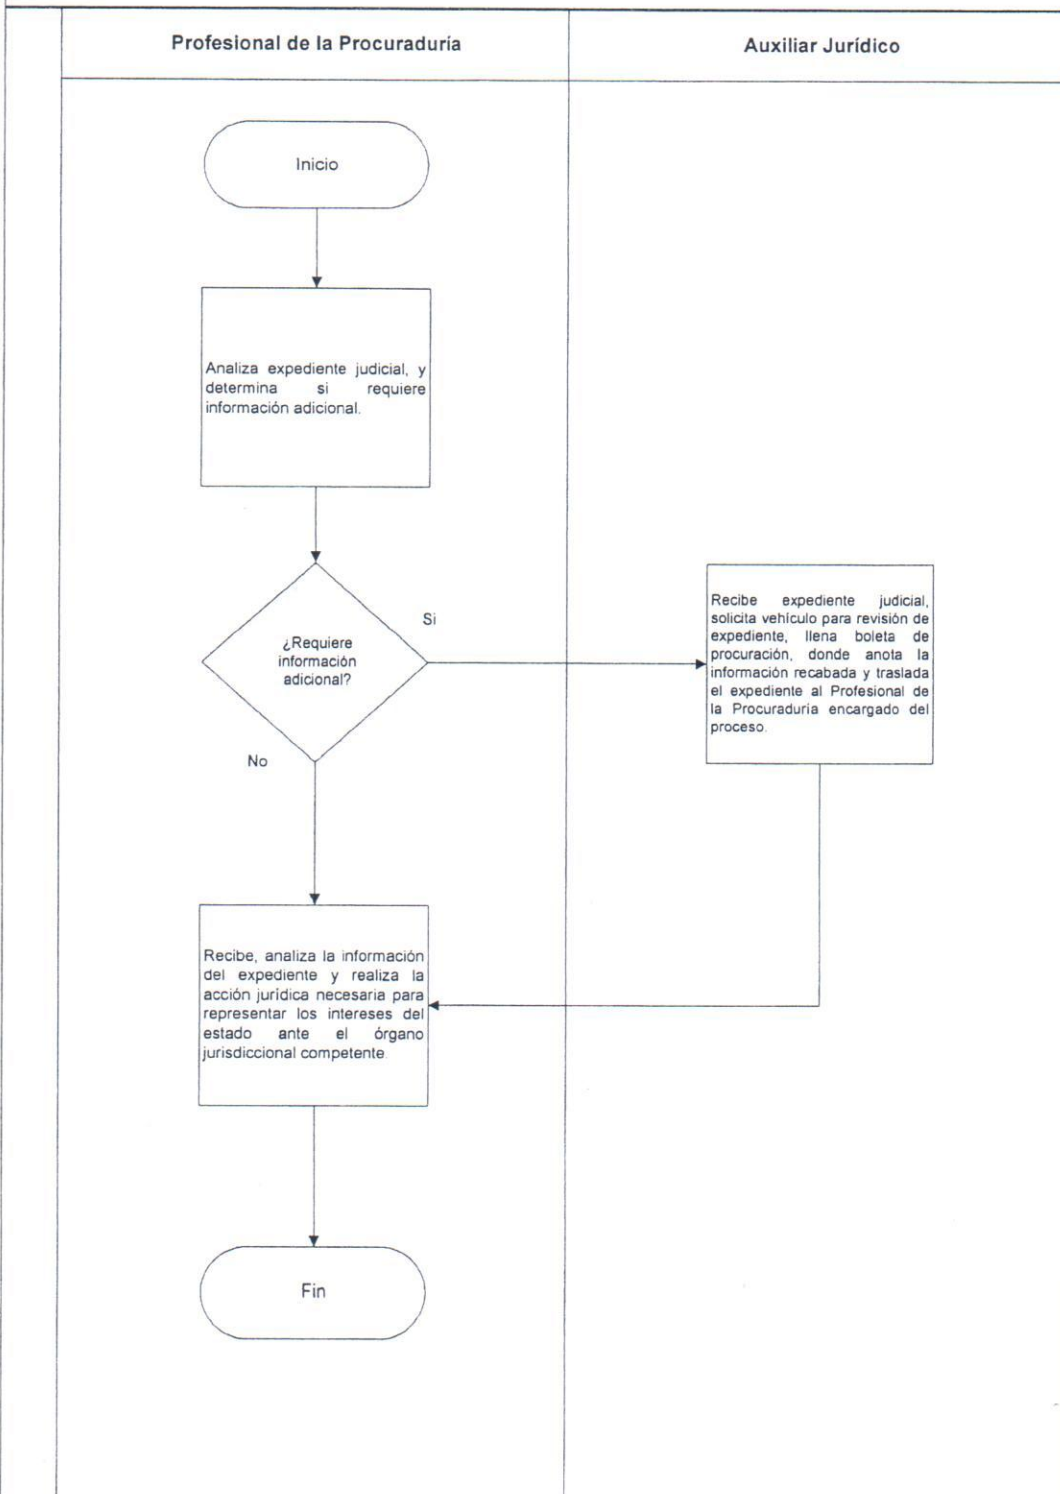 Profesional de la Procuraduría
Auxiliar Jurídico
Inicio
Analiza expediente judicial, y
determina si requiere
información adicional.
¿Requiere
información
adicional?
Si
No
Recibe expediente judicial,
solicita vehículo para revisión de
expediente, llena boleta de
procuración, donde anota la
información recabada y traslada
el expediente al Profesional de
la Procuraduría encargado del
proceso.
Recibe, analiza la información
del expediente y realiza la
acción jurídica necesaria para
representar los intereses del
estado ante el órgano
jurisdiccional competente.
Fin